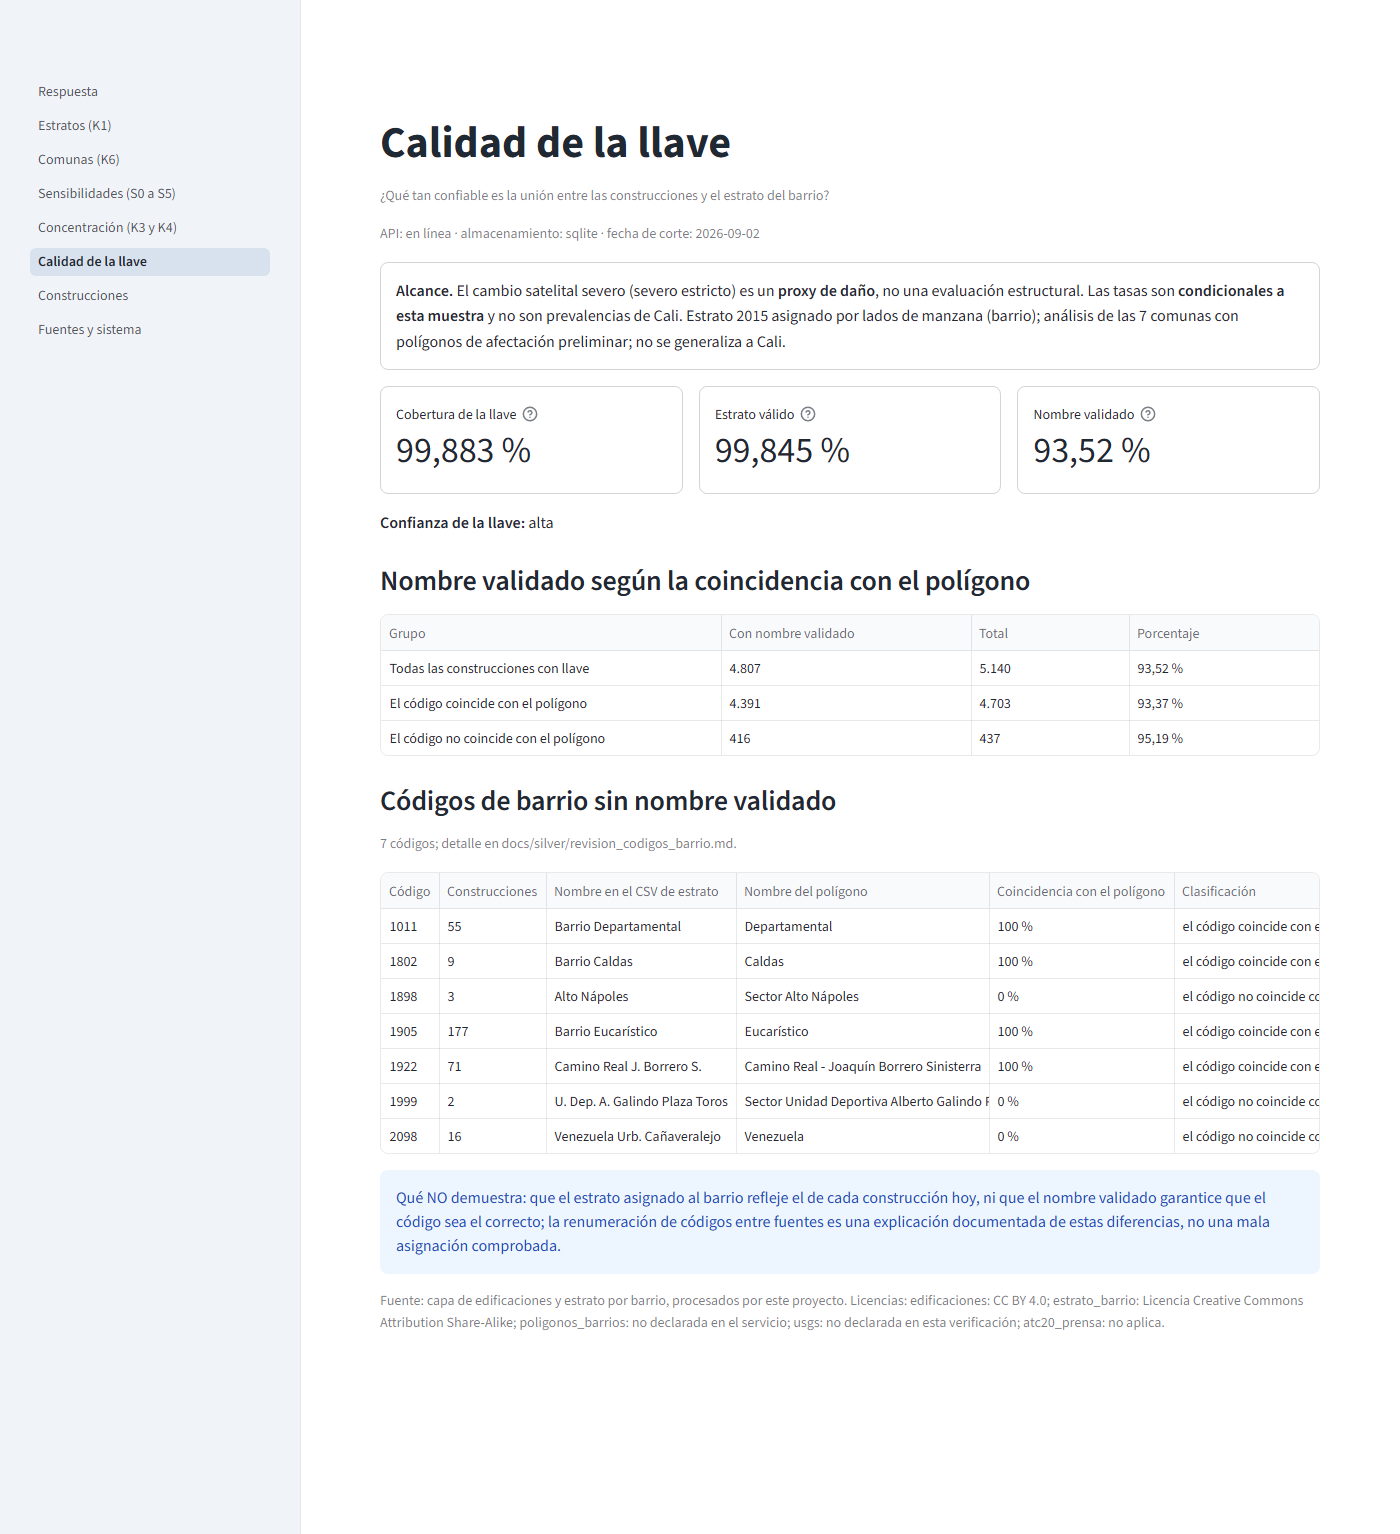 Respuesta
Estratos (K1)
Comunas (K6)
Sensibilidades (S0 a S5)
Concentración (K3 y K4)
Calidad de la llave
Construcciones
Fuentes y sistema
Calidad de la llave
¿Qué tan confiable es la unión entre las construcciones y el estrato del barrio?
API: en línea · almacenamiento: sqlite · fecha de corte: 2026-09-02
Alcance. El cambio satelital severo (severo estricto) es un proxy de daño, no una evaluación estructural. Las tasas son condicionales a
esta muestra y no son prevalencias de Cali. Estrato 2015 asignado por lados de manzana (barrio); análisis de las 7 comunas con
polígonos de afectación preliminar; no se generaliza a Cali.
Cobertura de la llave
99,883 %
Estrato válido
99,845 %
Nombre validado
93,52 %
Confianza de la llave: alta
Nombre validado según la coincidencia con el polígono
Grupo Con nombre validado Total Porcentaje
Todas las construcciones con llave 4.807 5.140 93,52 %
El código coincide con el polígono 4.391 4.703 93,37 %
El código no coincide con el polígono 416 437 95,19 %
Códigos de barrio sin nombre validado
7 códigos; detalle en docs/silver/revision_codigos_barrio.md.
Código Construcciones Nombre en el CSV de estrato Nombre del polígono Coincidencia con el polígono Clasificación
1011 55 Barrio Departamental Departamental 100 % el código coincide con e
1802 9 Barrio Caldas Caldas 100 % el código coincide con e
1898 3 Alto Nápoles Sector Alto Nápoles 0 % el código no coincide co
1905 177 Barrio Eucarístico Eucarístico 100 % el código coincide con e
1922 71 Camino Real J. Borrero S. Camino Real - Joaquín Borrero Sinisterra 100 % el código coincide con e
1999 2 U. Dep. A. Galindo Plaza Toros Sector Unidad Deportiva Alberto Galindo 0 % el código no coincide co
2098 16 Venezuela Urb. Cañaveralejo Venezuela 0 % el código no coincide co
Qué NO demuestra: que el estrato asignado al barrio refleje el de cada construcción hoy, ni que el nombre validado garantice que el
código sea el correcto; la renumeración de códigos entre fuentes es una explicación documentada de estas diferencias, no una mala
asignación comprobada.
Fuente: capa de edificaciones y estrato por barrio, procesados por este proyecto. Licencias: edificaciones: CC BY 4.0; estrato_barrio: Licencia Creative Commons
Attribution Share-Alike; poligonos_barrios: no declarada en el servicio; usgs: no declarada en esta verificación; atc20_prensa: no aplica.